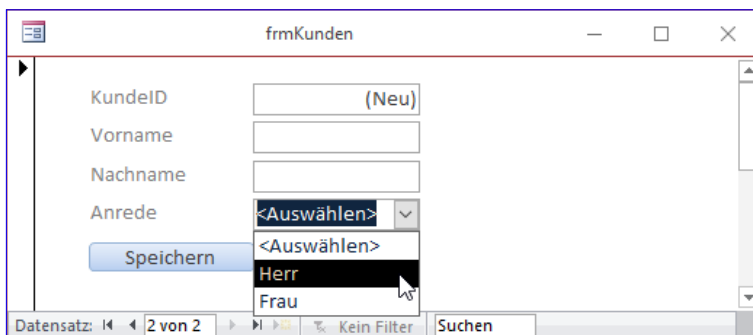 frmKunden
KundeID (Neu)
Vorname
Nachname
Anrede <Auswählen>
<Auswählen>
Speichern
Herr
Frau
Datensatz: 2 von 2 Kein Filter Suchen